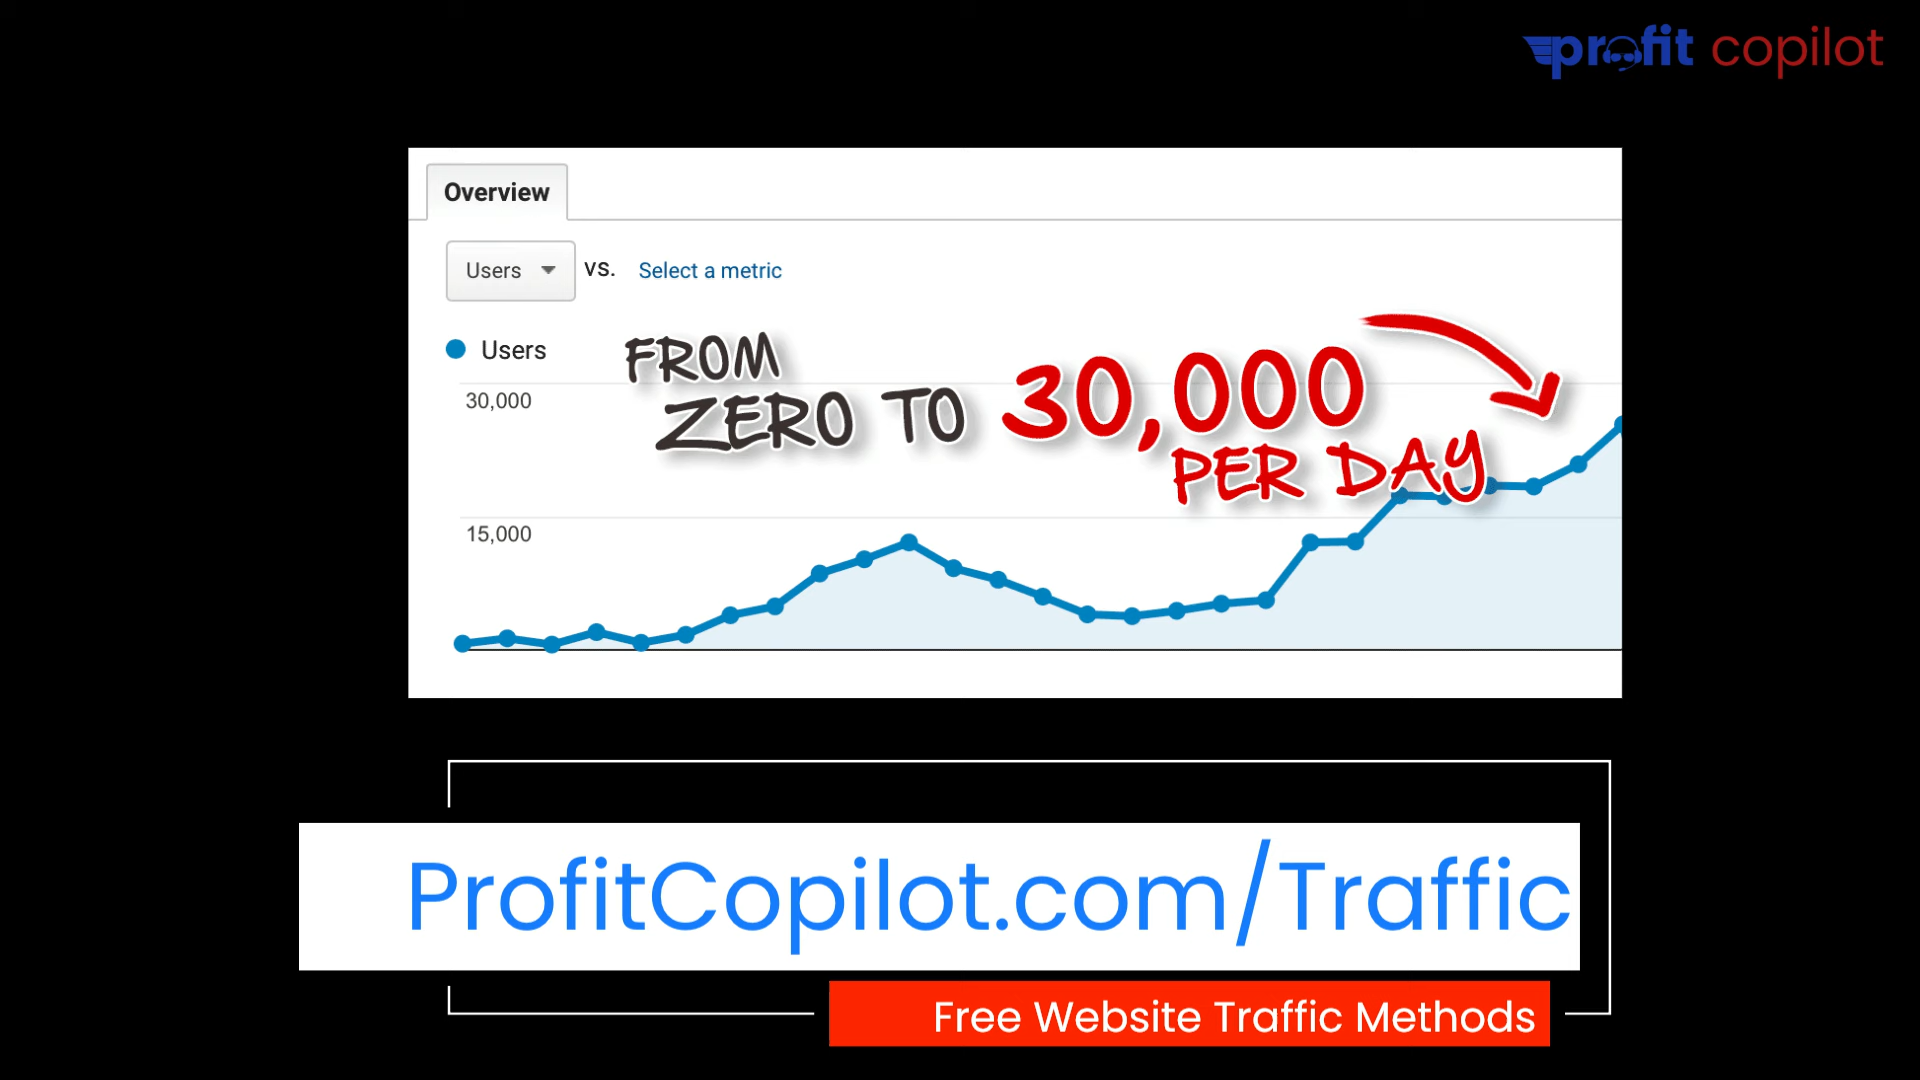 profit copilot
Overview
Users vs. Select a metric
Users
30,000
15,000
FROM
ZERO TO 30,000
PER DAY
ProfitCopilot.com/Traffic
Free Website Traffic Methods